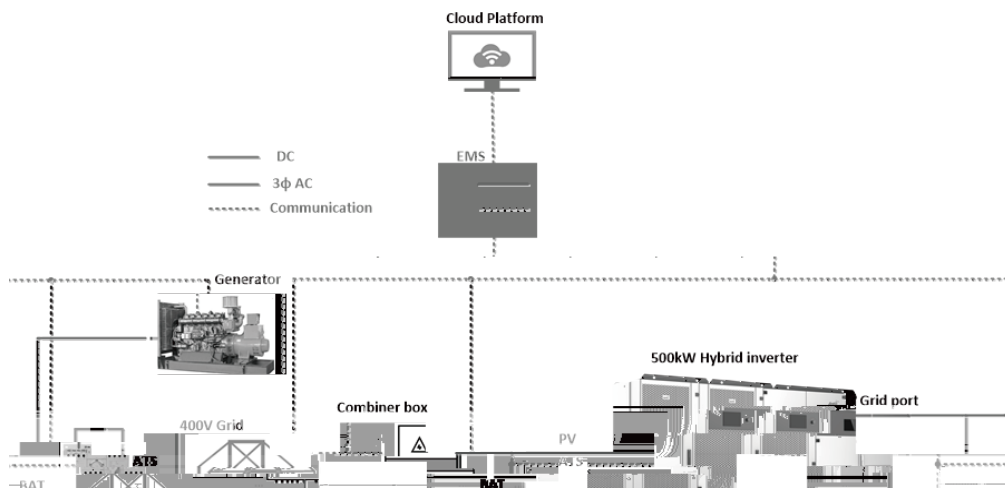 Cloud Platform
EMS
DC
3ϕ AC
Communication
Generator
500kW Hybrid inverter
Grid port
Combiner box
400V Grid
PV
ATS
ATS
BAT
BAT